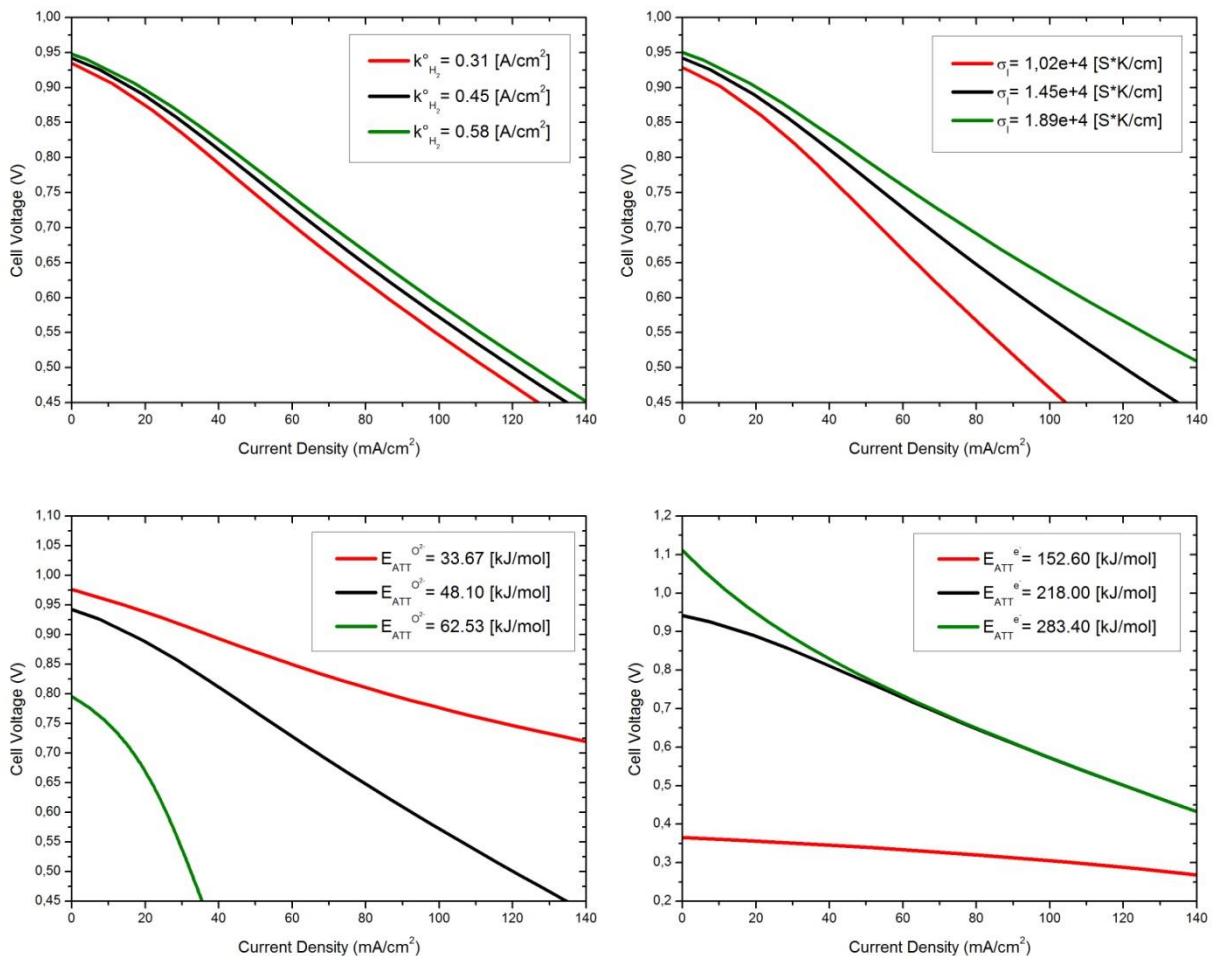 1,00
0,95
0,90
0,85
0,80
0,75
0,70
0,65
0,60
0,55
0,50
0,45
Cell Voltage (V)
k°H₂ = 0.31 [A/cm²]
k°H₂ = 0.45 [A/cm²]
k°H₂ = 0.58 [A/cm²]
0 20 40 60 80 100 120 140
Current Density (mA/cm²)
1,00
0,95
0,90
0,85
0,80
0,75
0,70
0,65
0,60
0,55
0,50
0,45
Cell Voltage (V)
σI= 1,02e+4 [S*K/cm]
σI= 1.45e+4 [S*K/cm]
σI= 1.89e+4 [S*K/cm]
0 20 40 60 80 100 120 140
Current Density (mA/cm²)
1,10
1,05
1,00
0,95
0,90
0,85
0,80
0,75
0,70
0,65
0,60
0,55
0,50
0,45
Cell Voltage (V)
EATT O²⁻ = 33.67 [kJ/mol]
EATT O²⁻ = 48.10 [kJ/mol]
EATT O²⁻ = 62.53 [kJ/mol]
0 20 40 60 80 100 120 140
Current Density (mA/cm²)
1,2
1,1
1,0
0,9
0,8
0,7
0,6
0,5
0,4
0,3
0,2
Cell Voltage (V)
EATT e⁻ = 152.60 [kJ/mol]
EATT e⁻ = 218.00 [kJ/mol]
EATT e⁻ = 283.40 [kJ/mol]
0 20 40 60 80 100 120 140
Current Density (mA/cm²)